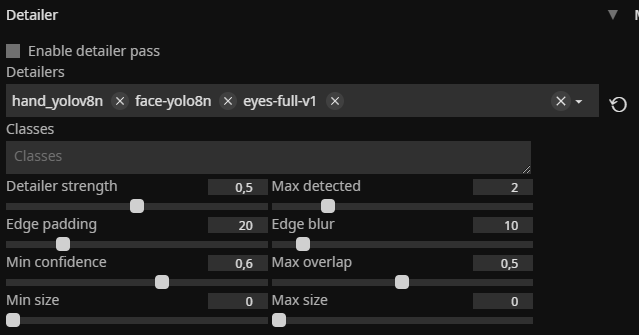 Detailer
Enable detailer pass
Detailers
hand_yolov8n face-yolo8n eyes-full-v1
Classes
Classes
Detailer strength 0,5 Max detected 2
Edge padding 20 Edge blur 10
Min confidence 0,6 Max overlap 0,5
Min size 0 Max size 0